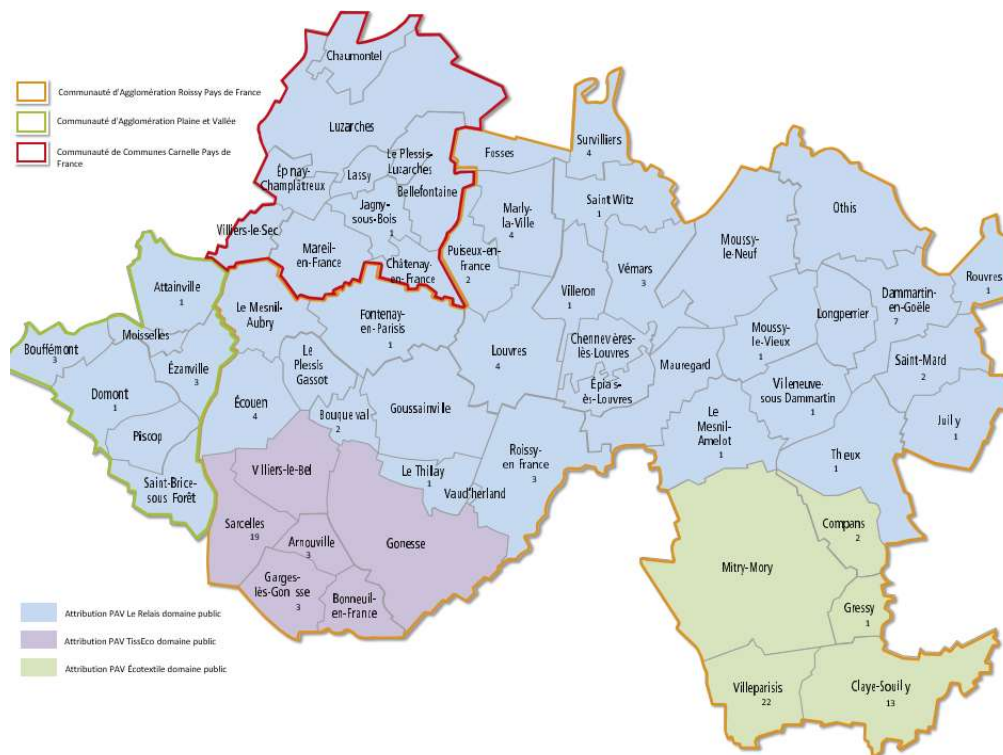 Communauté d'Agglomération Roissy Pays de France
Communauté d'Agglomération Plaine et Vallée
Communauté de Communes Carnelle Pays de
France
Chaumontel
Luzarches
Le Plessis-
Luzarches
Lassy
Épinay-
Champlâtreux
Bellefontaine
Jagny-
sous-Bois
1
Villiers-le-Sec
Mareil-
en-France
Châtenay-
en-France
Fosses
Survilliers
4
Saint Witz
1
Marly-
la-Ville
4
Puiseux-en-
France
2
Vémars
3
Villeron
1
Moussy-
le-Neuf
Othis
Rouvres
1
Dammartin-
en-Goële
7
Longperrier
Moussy-
le-Vieux
1
Saint-Mard
2
Juilly
1
Villeneuve-
sous Dammartin
1
Thieux
1
Mauregard
Le
Mesnil-
Amelot
1
Chennevières-
lès-Louvres
Épiais-
lès-Louvres
Louvres
4
Roissy-
en France
3
Attainville
1
Moisselles
Bouffémont
3
Ézanville
3
Domont
1
Piscop
Saint-Brice-
sous Forêt
Le Mesnil-
Aubry
Fontenay-
en-Parisis
1
Le
Plessis
Gassot
Écouen
4
Bouqueval
2
Goussainville
Le Thillay
1
Vaud'herland
Villiers-le-Bel
Sarcelles
19
Arnouville
3
Gonesse
Garges-
lès-Gonesse
3
Bonneuil-
en-France
Mitry-Mory
Compans
2
Gressy
1
Villeparisis
22
Claye-Souilly
13
Attribution PAV Le Relais domaine public
Attribution PAV TissEco domaine public
Attribution PAV Écotextile domaine public